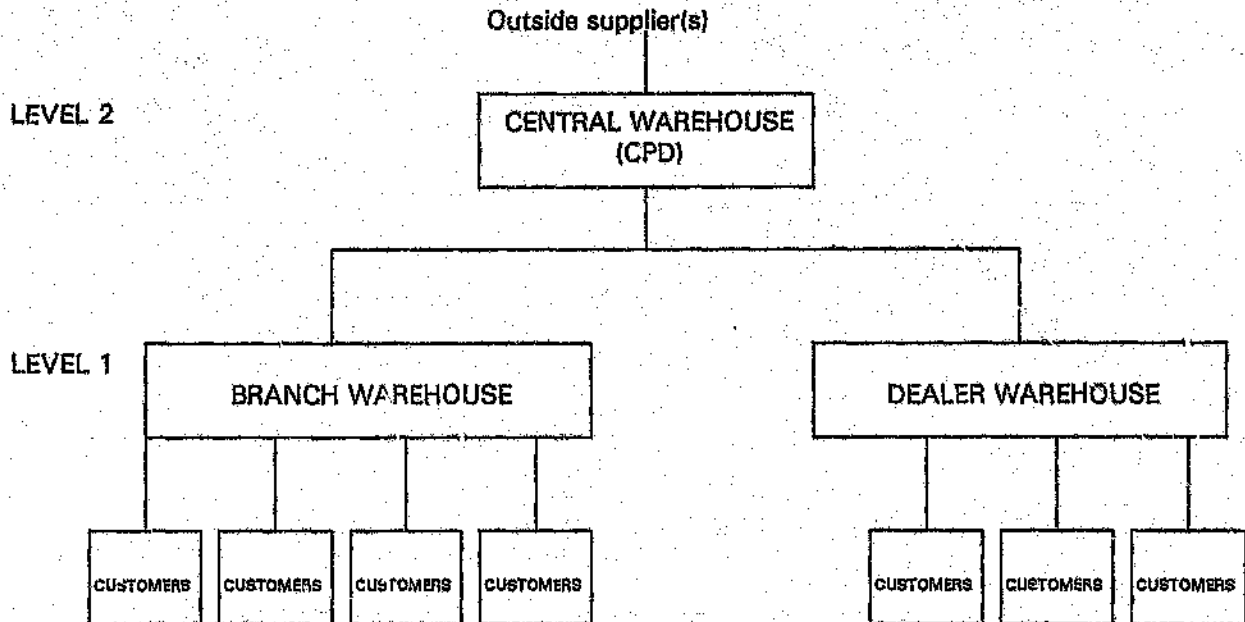 Outside supplier(s)
LEVEL 2
CENTRAL WAREHOUSE
(CPD)
LEVEL 1
BRANCH WAREHOUSE
DEALER WAREHOUSE
CUSTOMERS
CUSTOMERS
CUSTOMERS
CUSTOMERS
CUSTOMERS
CUSTOMERS
CUSTOMERS